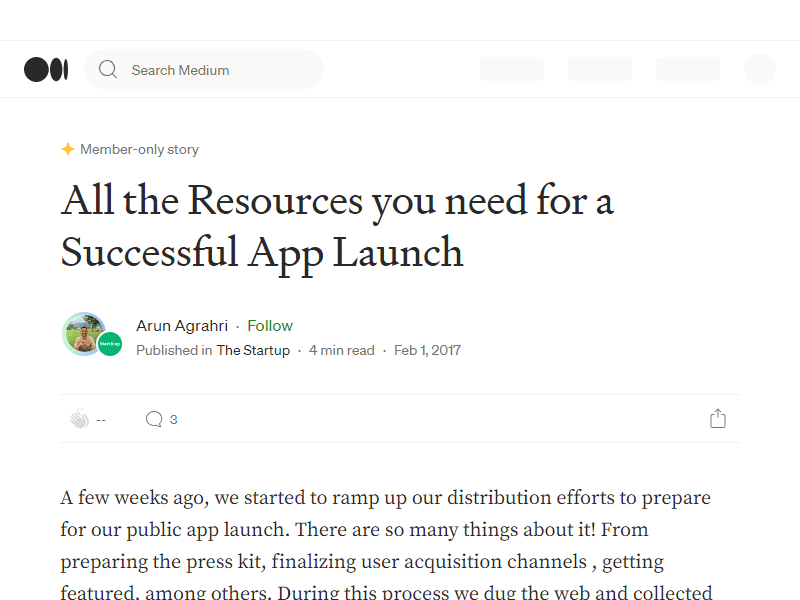 Search Medium
Member-only story
All the Resources you need for a
Successful App Launch
Arun Agrahri · Follow
Published in The Startup · 4 min read · Feb 1, 2017
-- 3
A few weeks ago, we started to ramp up our distribution efforts to prepare
for our public app launch. There are so many things about it! From
preparing the press kit, finalizing user acquisition channels , getting
featured, among others. During this process we dug the web and collected